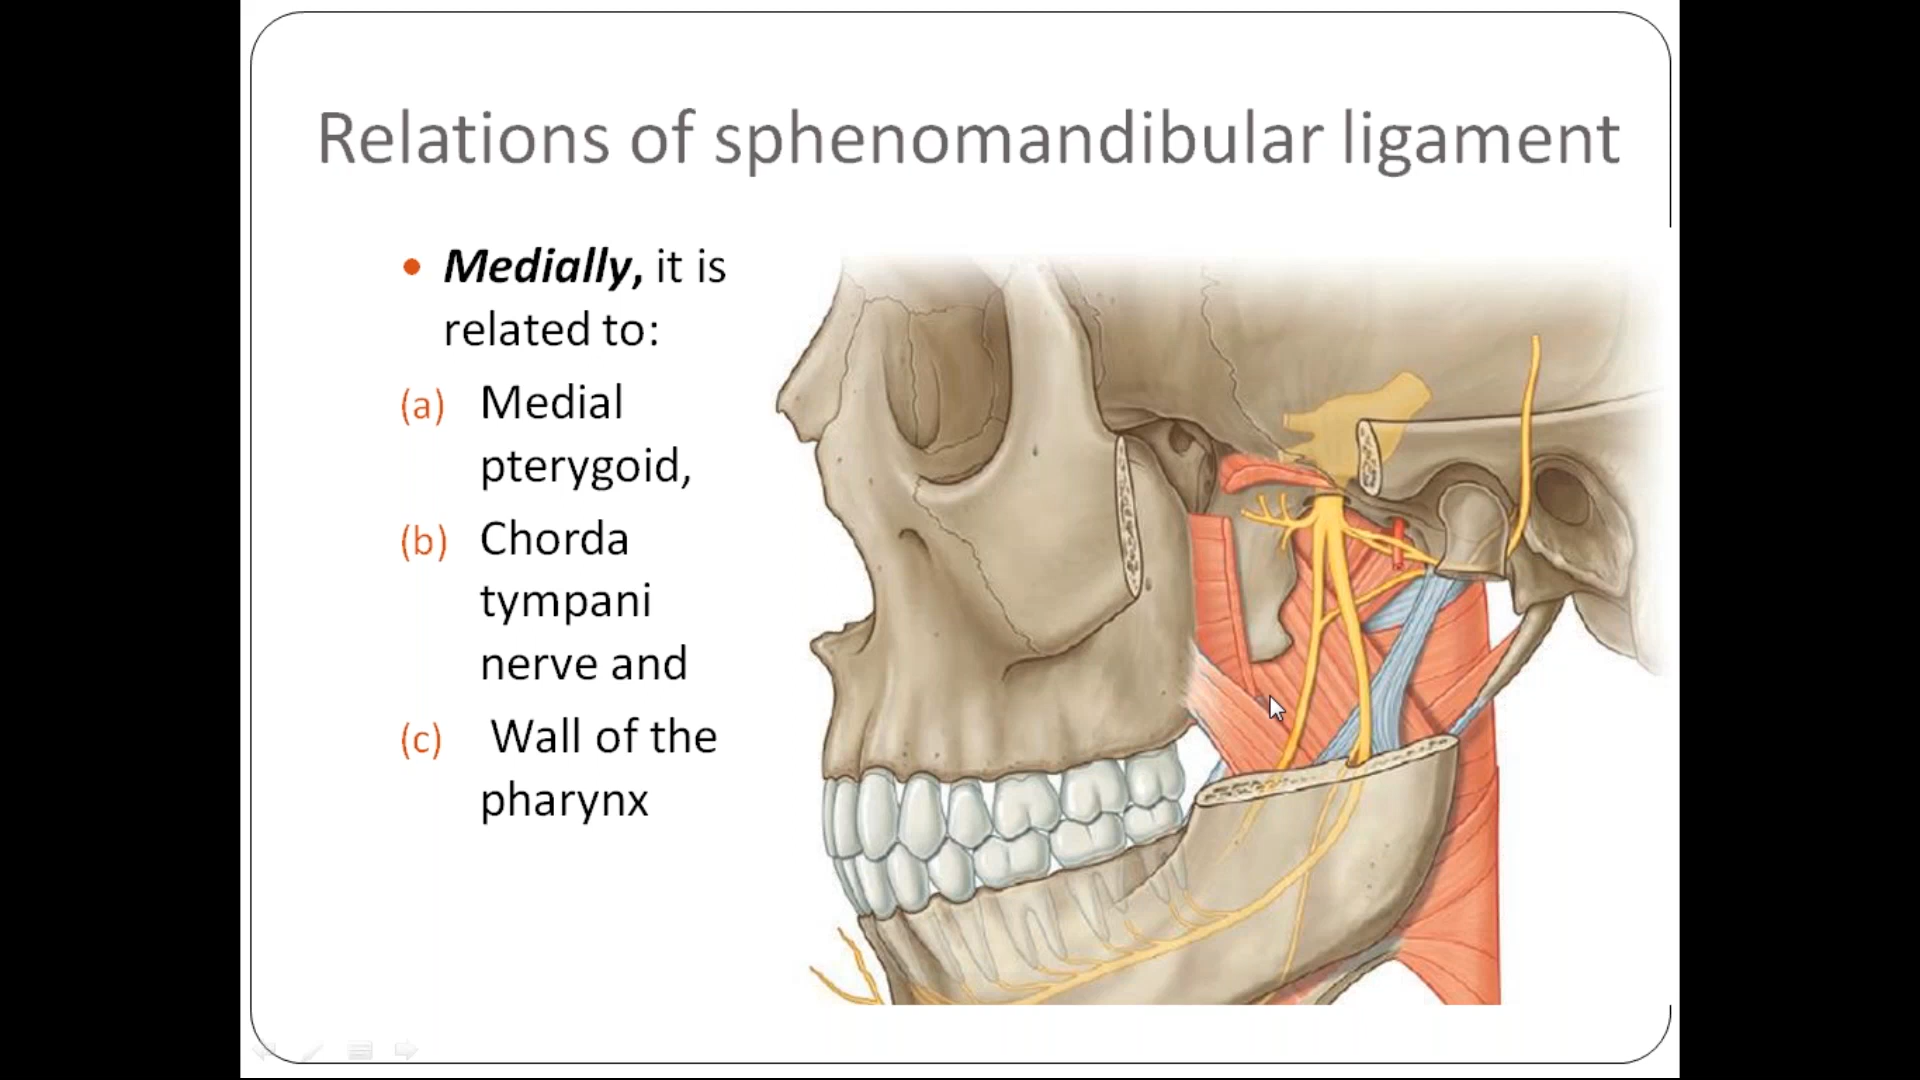 Relations of sphenomandibular ligament
• Medially, it is
related to:
(a) Medial
pterygoid,
(b) Chorda
tympani
nerve and
(c) Wall of the
pharynx